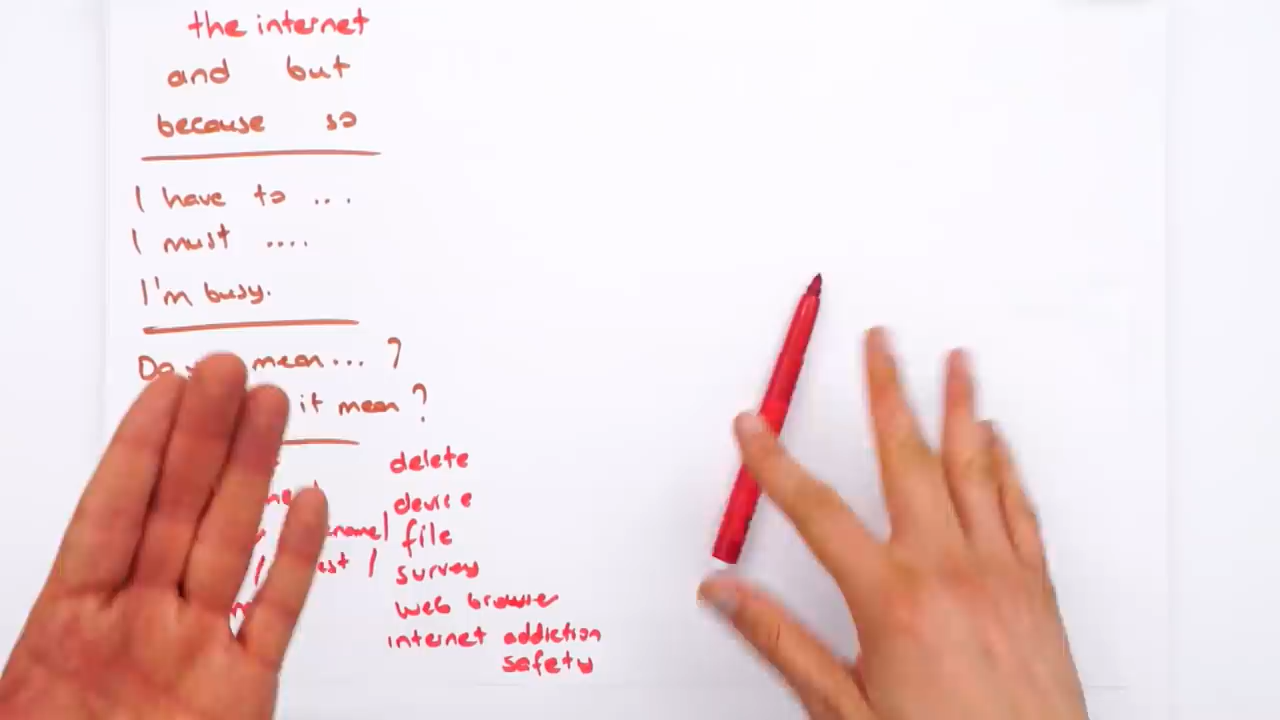 the internet
and but
because so
I have to ...
I must ....
I'm busy.
Do mean... ?
it mean ?
delete
device
file
survey
web browser
internet addiction
safety